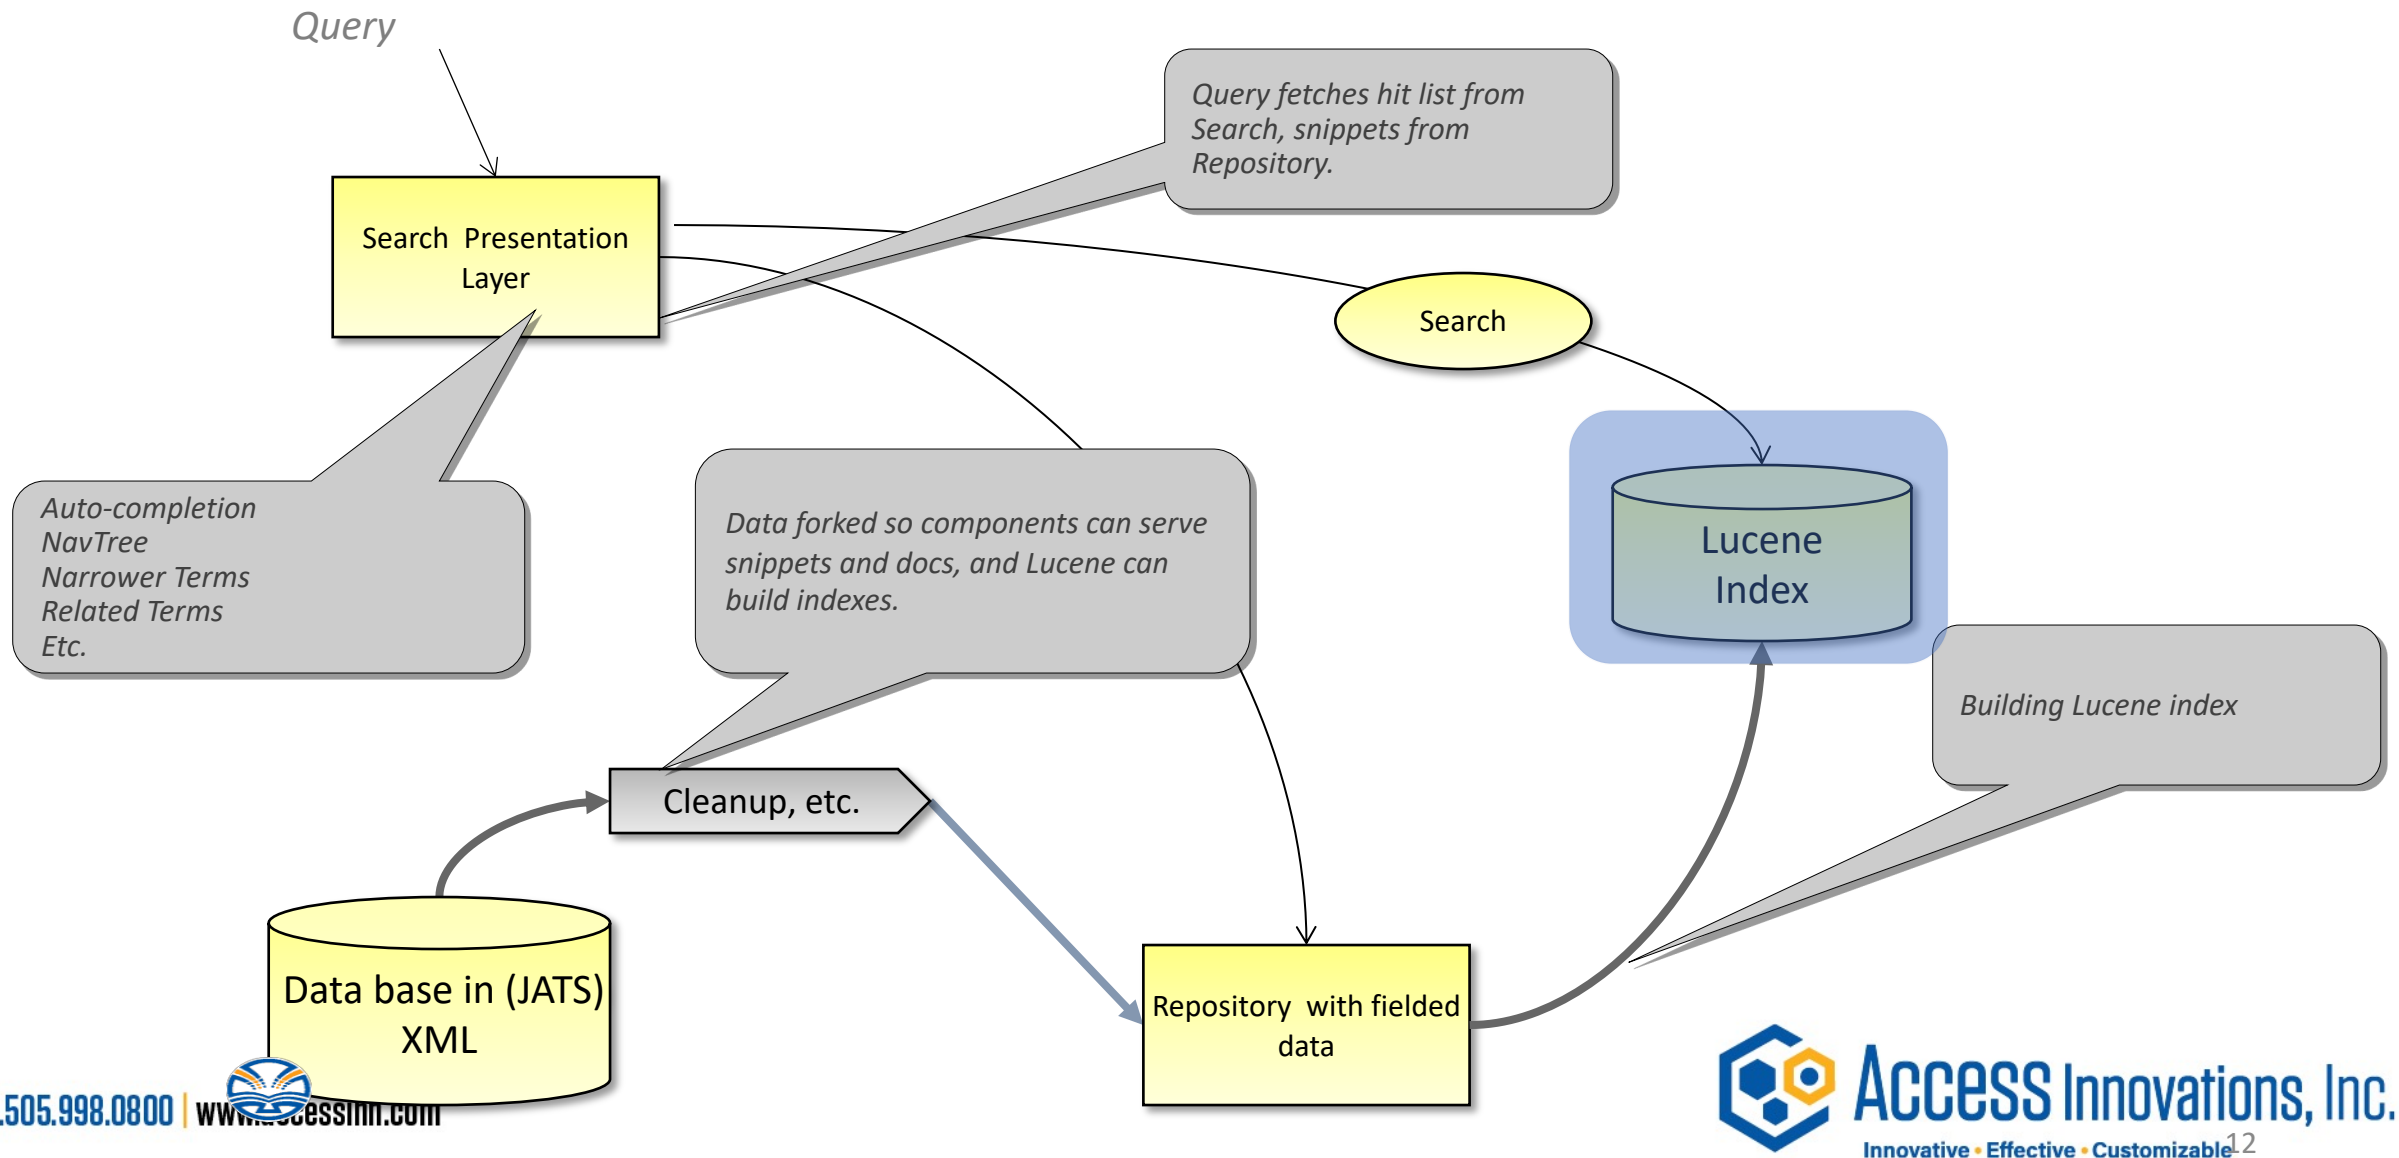 Query
Query fetches hit list from
Search, snippets from
Repository.
Search Presentation
Layer
Search
Auto-completion
NavTree
Narrower Terms
Related Terms
Etc.
Data forked so components can serve
snippets and docs, and Lucene can
build indexes.
Lucene
Index
Building Lucene index
Cleanup, etc.
Data base in (JATS)
XML
Repository with fielded
data
.505.998.0800 |
Access Innovations, Inc.
Innovative • Effective • Customizable
12